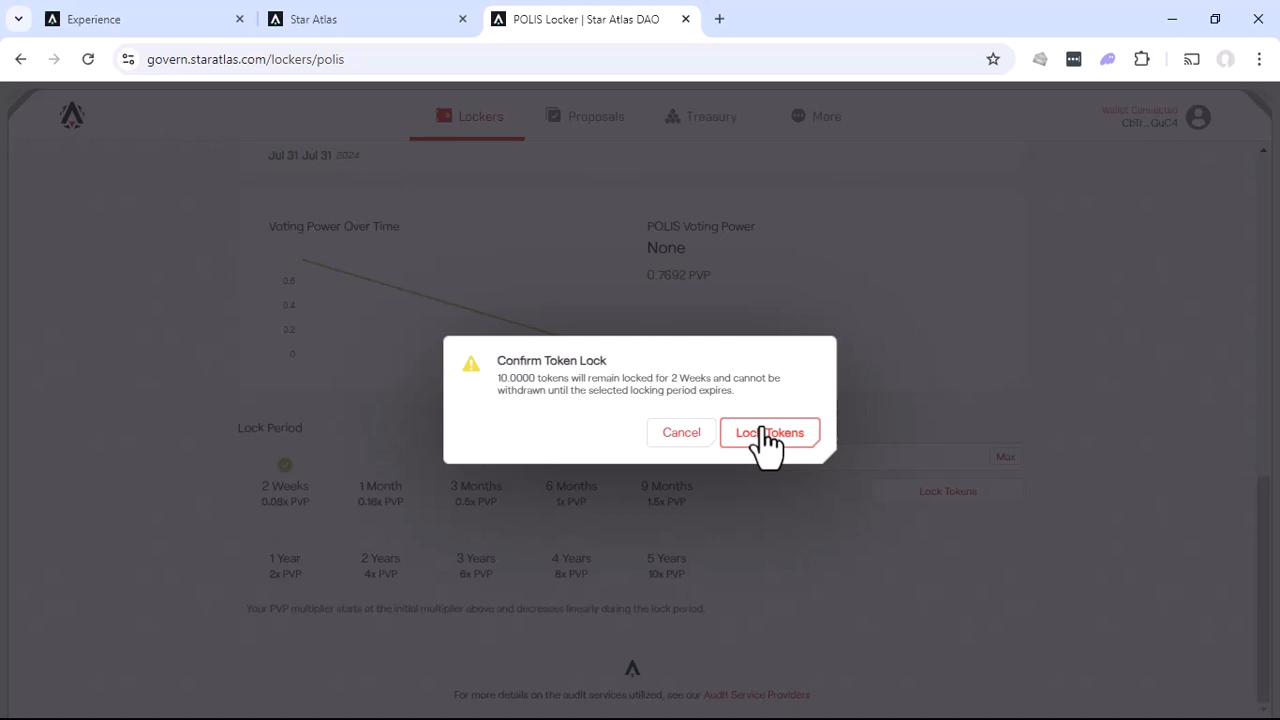 Experience
Star Atlas
POLIS Locker | Star Atlas DAO
govern.staratlas.com/lockers/polis
Lockers
Proposals
Treasury
More
Wallet Connected
CbTr...GuC4
Jul 31 Jul 31 2024
Voting Power Over Time
0.6
0.4
0.2
0
POLIS Voting Power
None
0.7692 PVP
Confirm Token Lock
10.0000 tokens will remain locked for 2 Weeks and cannot be
withdrawn until the selected locking period expires.
Cancel
Lock Tokens
Lock Period
2 Weeks
0.08x PVP
1 Month
0.16x PVP
3 Months
0.5x PVP
6 Months
1x PVP
9 Months
1.5x PVP
1 Year
2x PVP
2 Years
4x PVP
3 Years
6x PVP
4 Years
8x PVP
5 Years
10x PVP
Max
Lock Tokens
Your PVP multiplier starts at the initial multiplier above and decreases linearly during the lock period.
For more details on the audit services utilized, see our Audit Service Providers